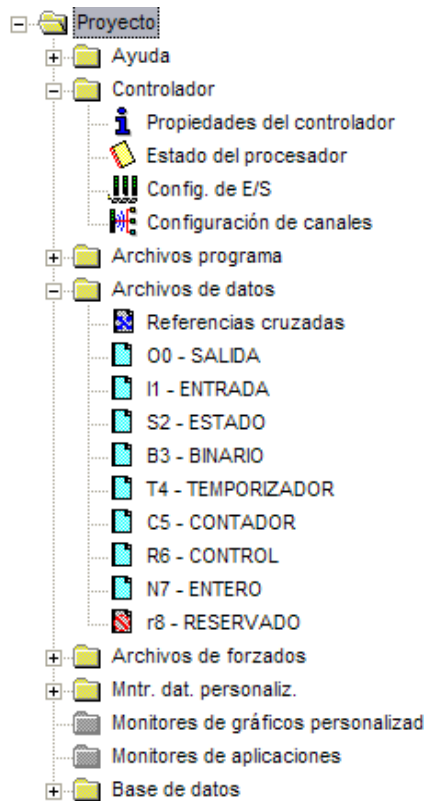 Proyecto
Ayuda
Controlador
Propiedades del controlador
Estado del procesador
Config. de E/S
Configuración de canales
Archivos programa
Archivos de datos
Referencias cruzadas
O0 - SALIDA
I1 - ENTRADA
S2 - ESTADO
B3 - BINARIO
T4 - TEMPORIZADOR
C5 - CONTADOR
R6 - CONTROL
N7 - ENTERO
r8 - RESERVADO
Archivos de forzados
Mntr. dat. personaliz.
Monitores de gráficos personalizad
Monitores de aplicaciones
Base de datos